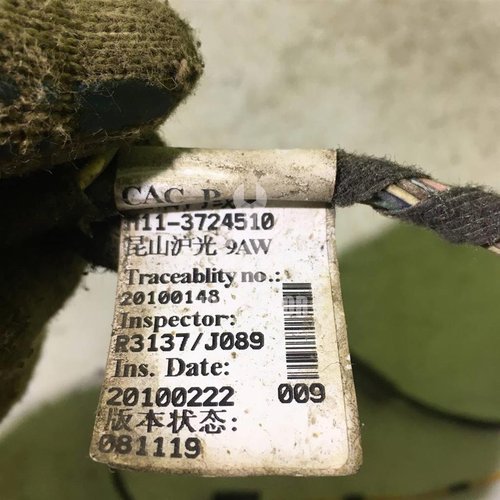 CAC
M11-3724510
昆山沪光 9AW
Traceablity no.:
20100148
Inspector:
R3137/J089
Ins. Date:
20100222 009
版本状态:
081119